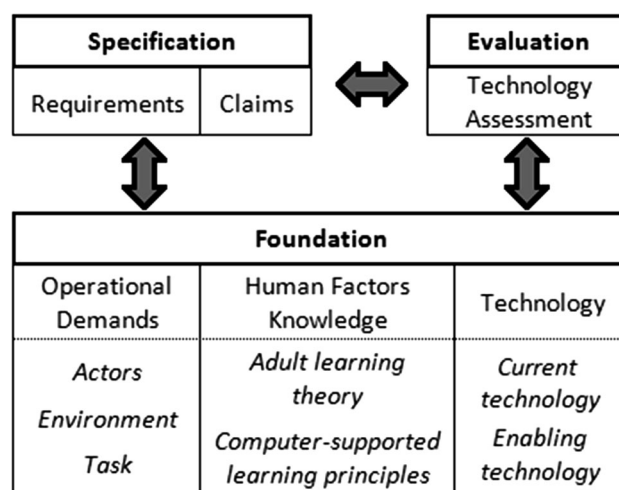 Specification
Requirements
Claims
Evaluation
Technology
Assessment
Foundation
Operational
Demands
Human Factors
Knowledge
Technology
Actors
Environment
Task
Adult learning
theory
Computer-supported
learning principles
Current
technology
Enabling
technology